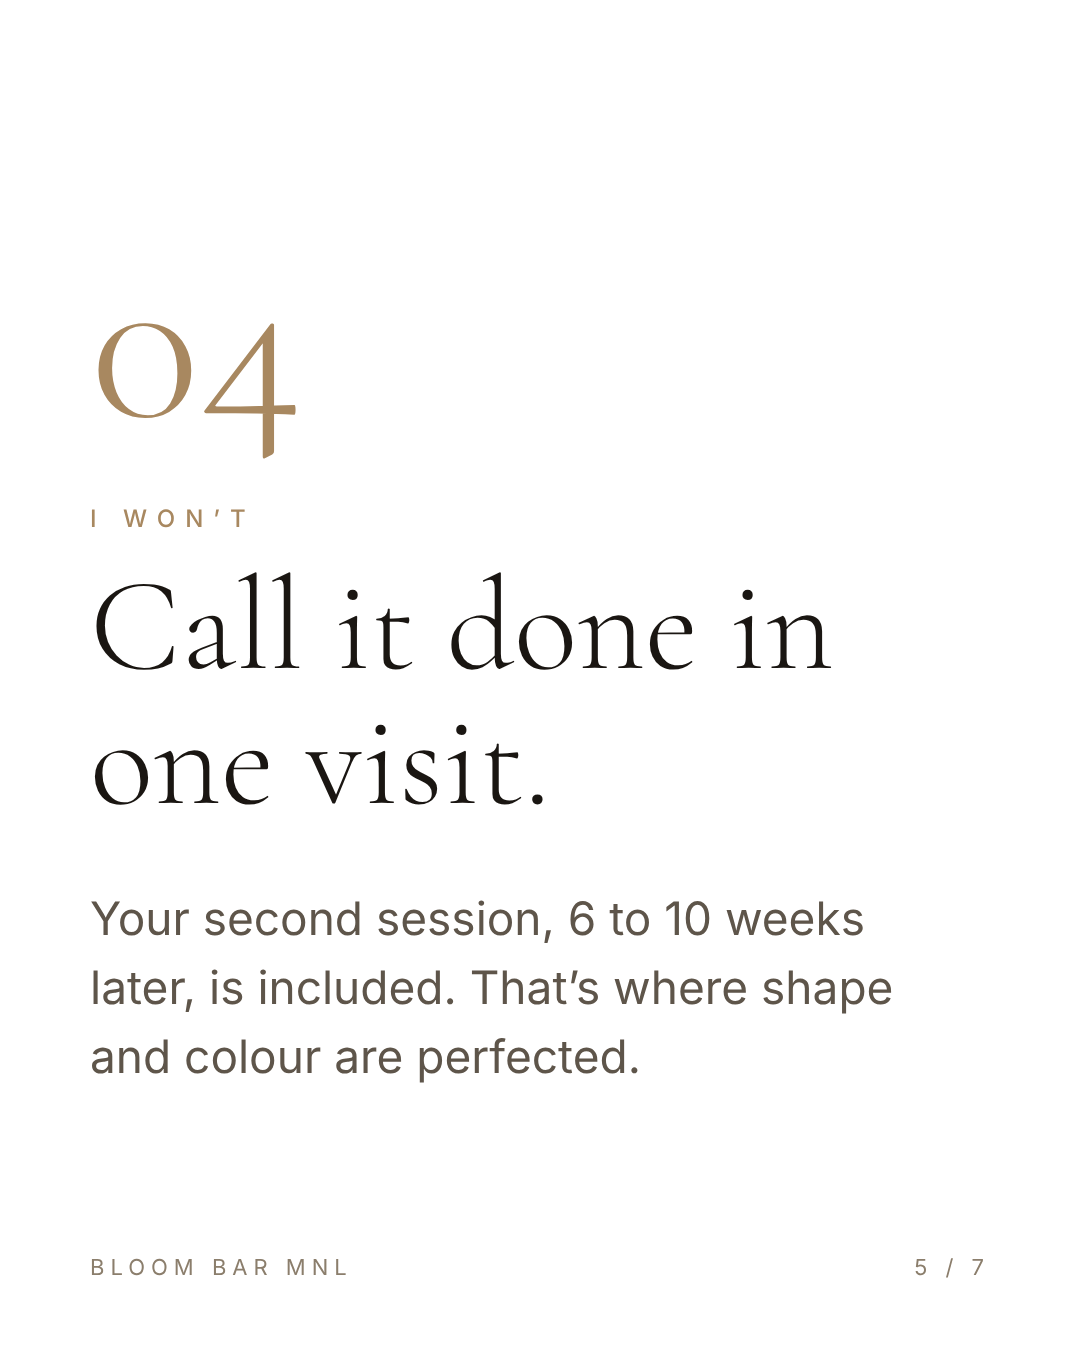 04
I WON’T
Call it done in
one visit.
Your second session, 6 to 10 weeks
later, is included. That’s where shape
and colour are perfected.
BLOOM BAR MNL
5 / 7